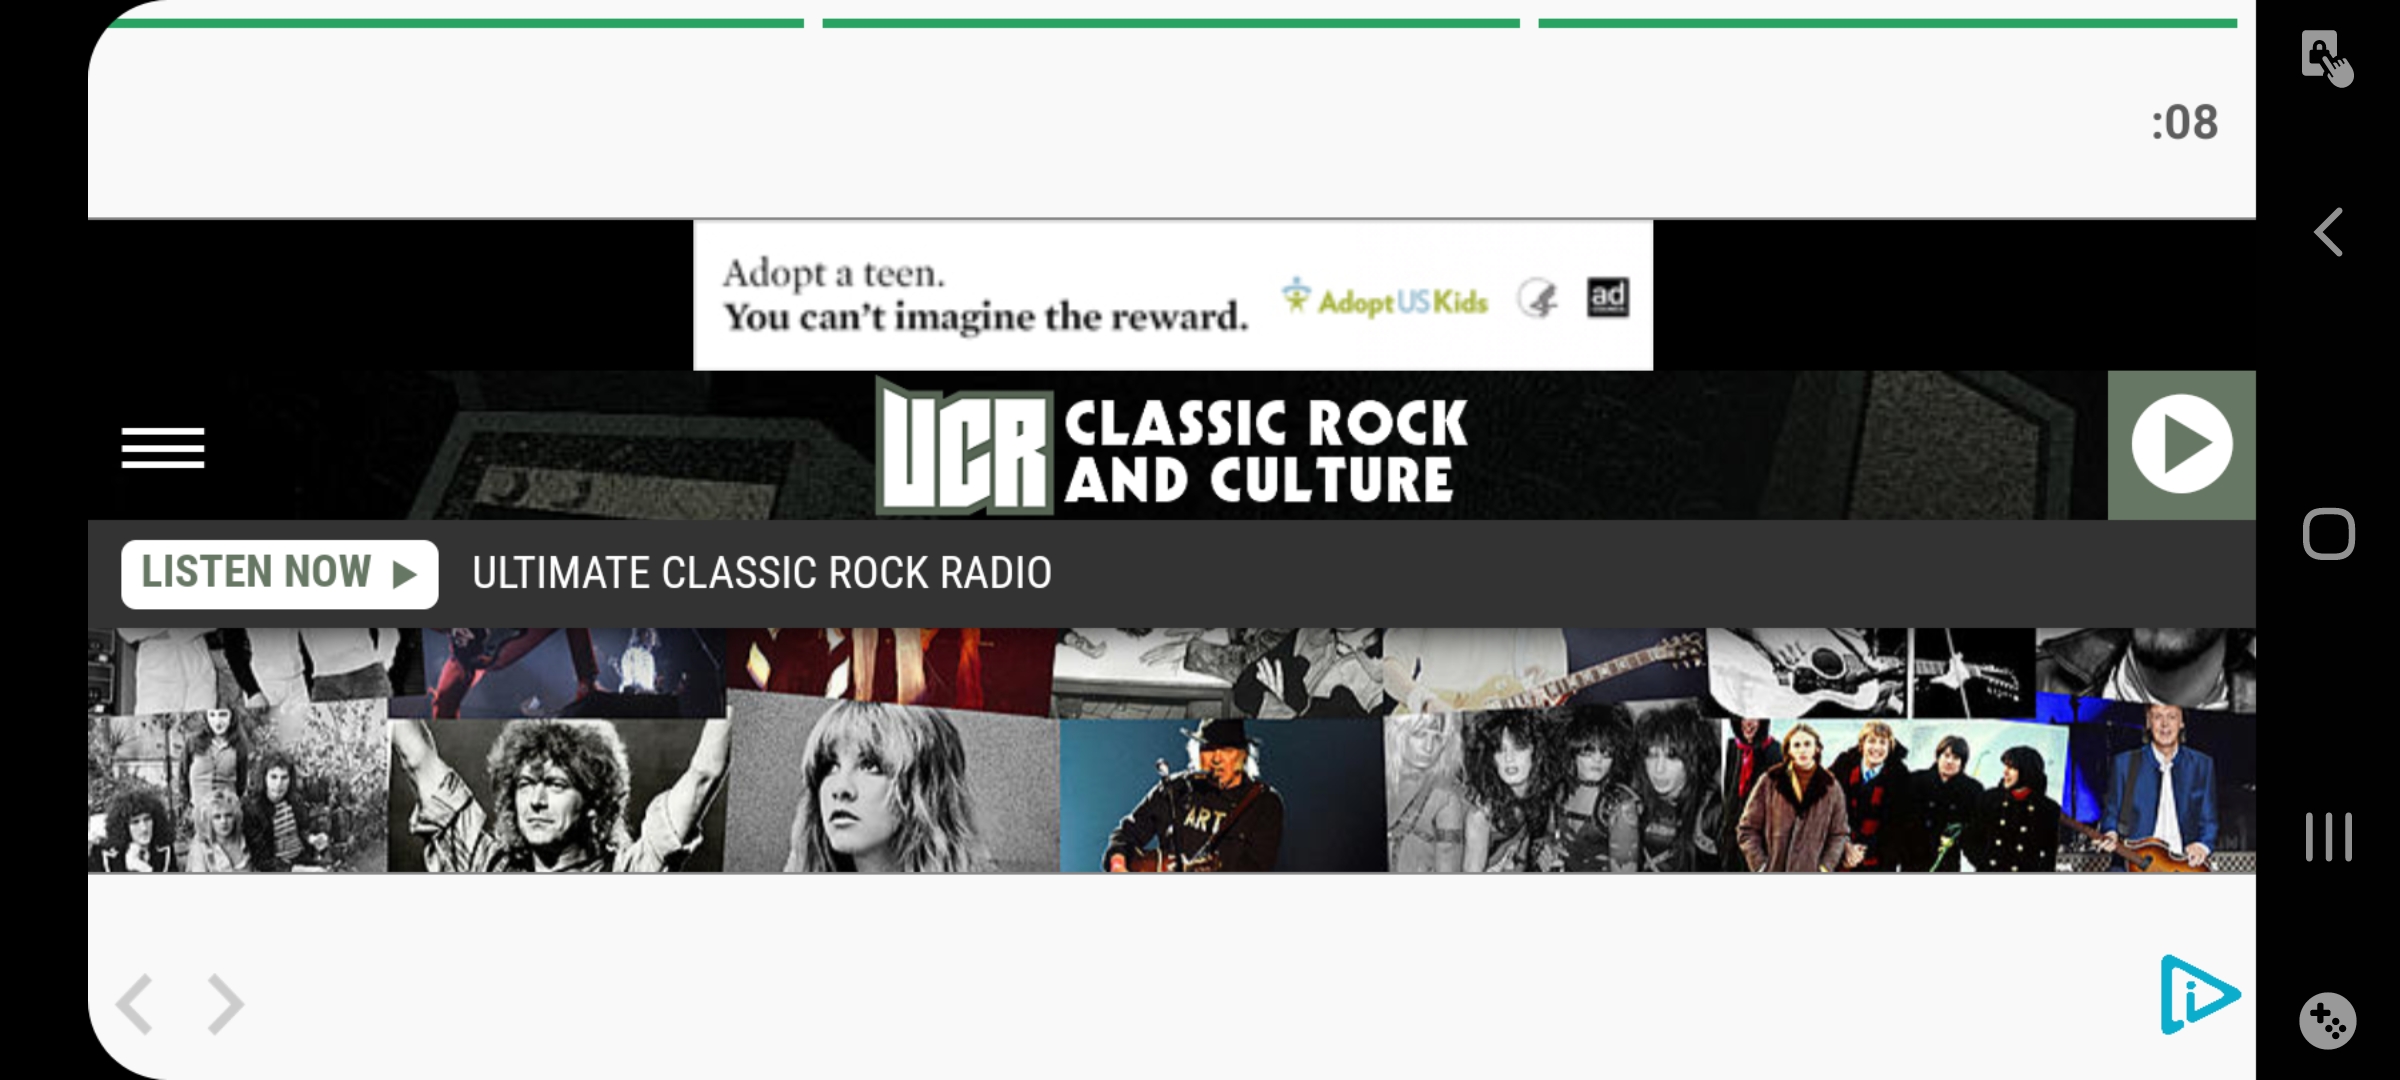 :08
Adopt a teen.
You can't imagine the reward.
AdoptUSKids
ad
UCR CLASSIC ROCK
AND CULTURE
LISTEN NOW
ULTIMATE CLASSIC ROCK RADIO
ART